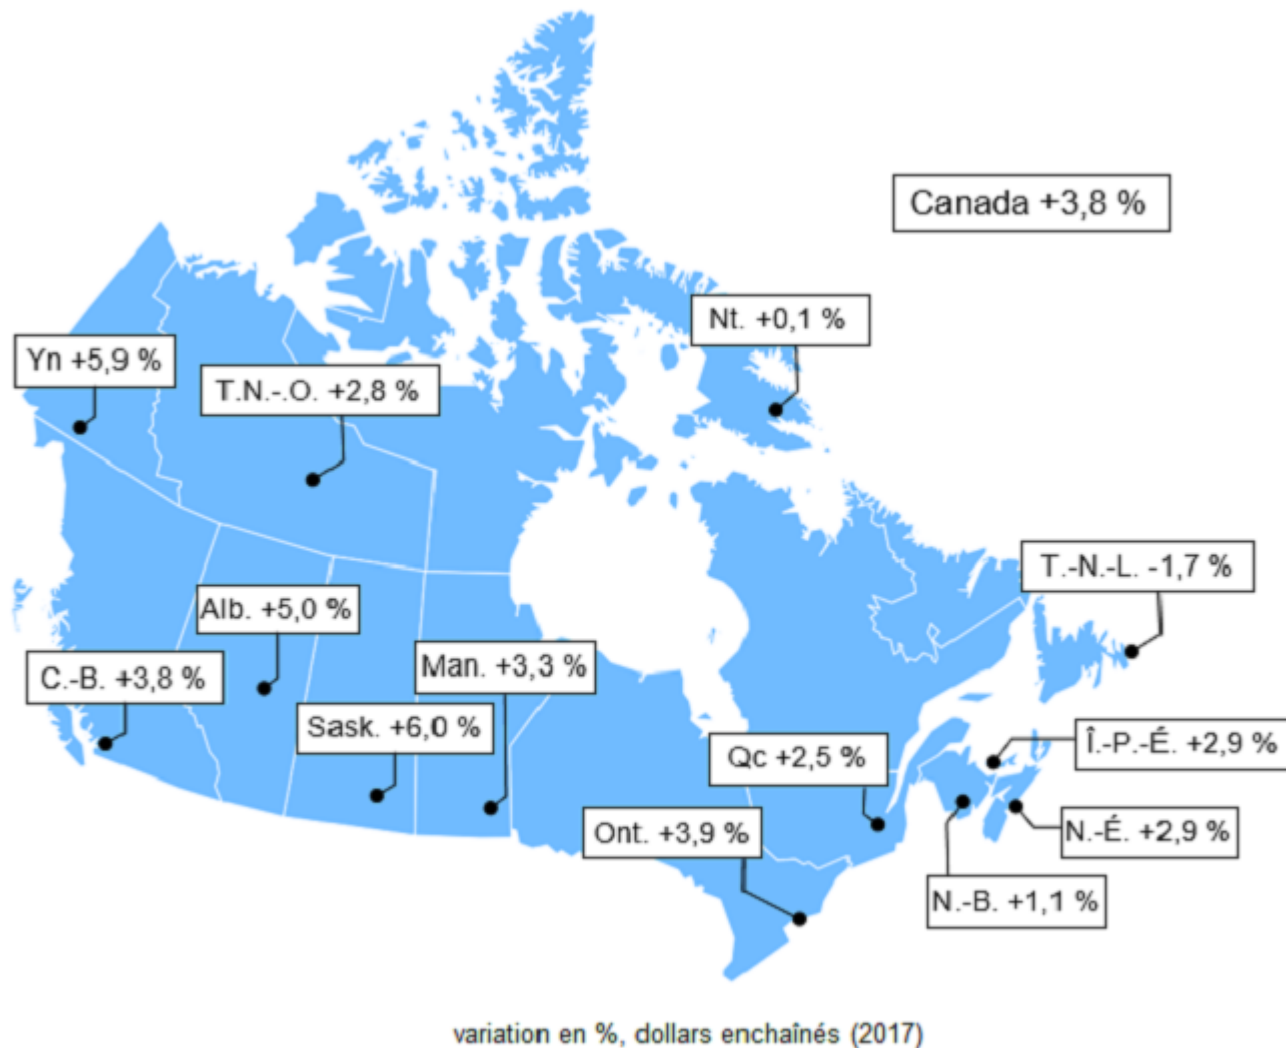 Canada +3,8 %
Nt. +0,1 %
Yn +5,9 %
T.N.-.O. +2,8 %
T.-N.-L. -1,7 %
Alb. +5,0 %
Man. +3,3 %
C.-B. +3,8 %
Sask. +6,0 %
Qc +2,5 %
Î.-P.-É. +2,9 %
Ont. +3,9 %
N.-É. +2,9 %
N.-B. +1,1 %
variation en %, dollars enchaînés (2017)